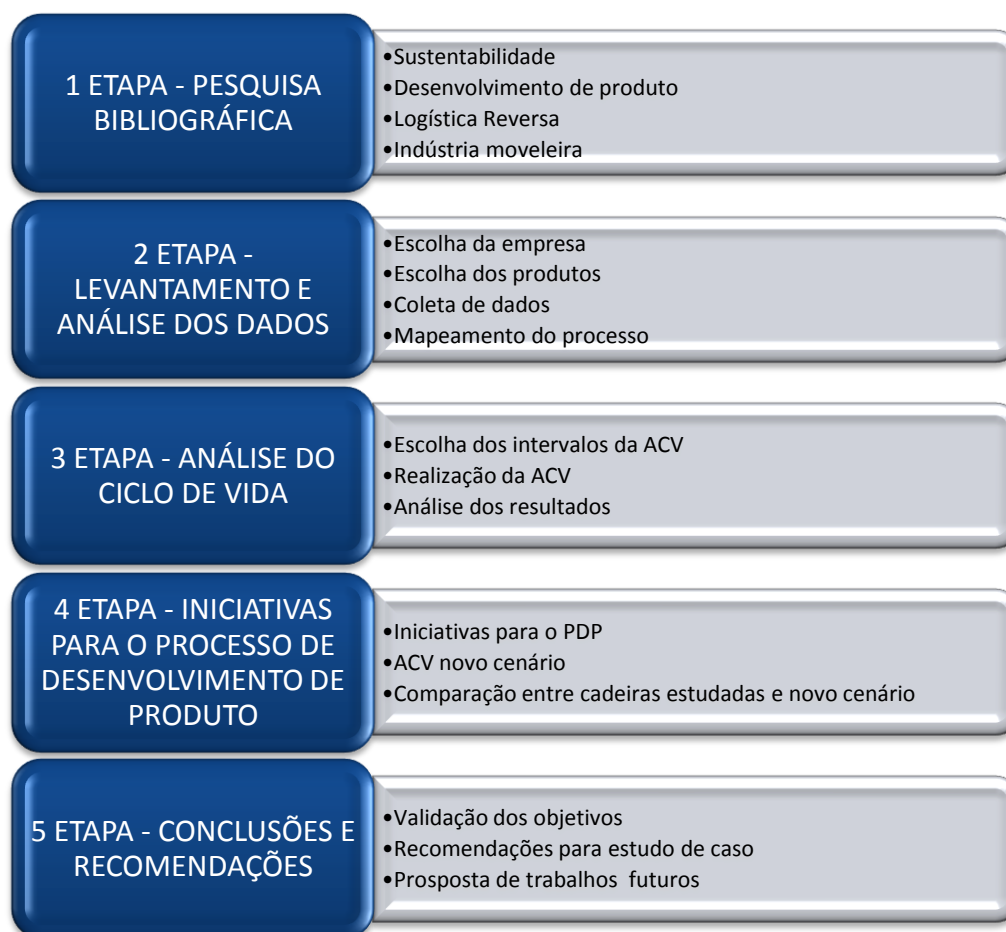 1 ETAPA - PESQUISA
BIBLIOGRÁFICA
•Sustentabilidade
•Desenvolvimento de produto
•Logística Reversa
•Indústria moveleira
2 ETAPA -
LEVANTAMENTO E
ANÁLISE DOS DADOS
•Escolha da empresa
•Escolha dos produtos
•Coleta de dados
•Mapeamento do processo
3 ETAPA - ANÁLISE DO
CICLO DE VIDA
•Escolha dos intervalos da ACV
•Realização da ACV
•Análise dos resultados
4 ETAPA - INICIATIVAS
PARA O PROCESSO DE
DESENVOLVIMENTO DE
PRODUTO
•Iniciativas para o PDP
•ACV novo cenário
•Comparação entre cadeiras estudadas e novo cenário
5 ETAPA - CONCLUSÕES E
RECOMENDAÇÕES
•Validação dos objetivos
•Recomendações para estudo de caso
•Prosposta de trabalhos futuros